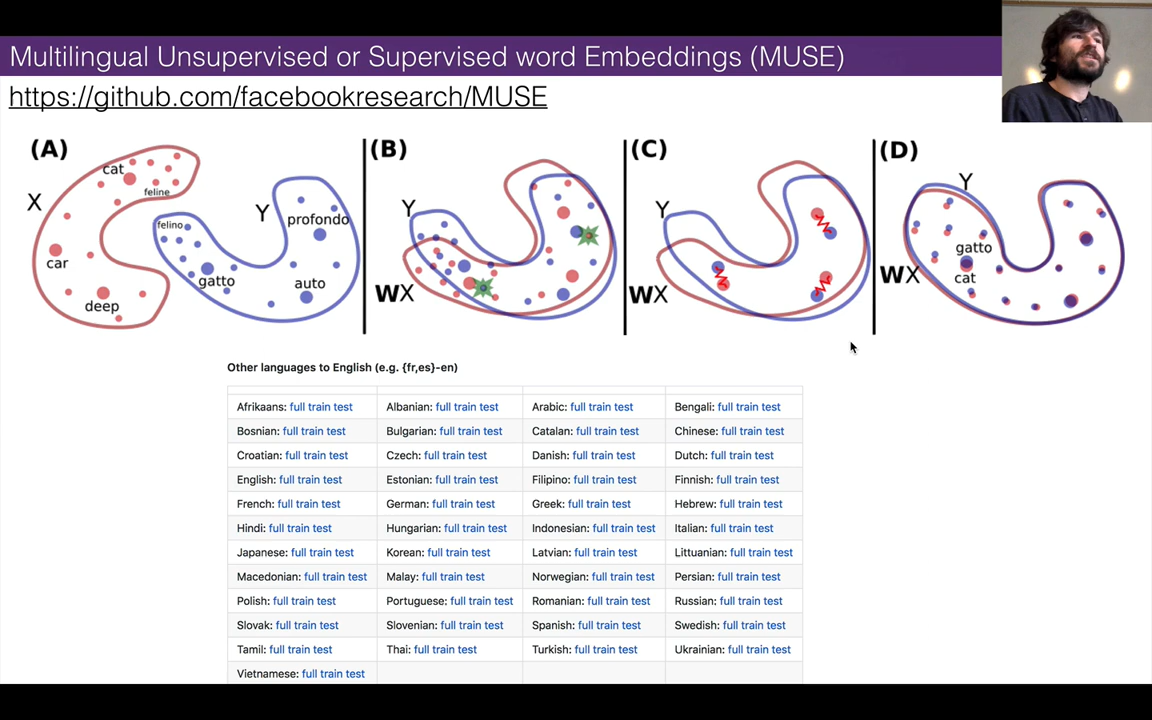 Multilingual Unsupervised or Supervised word Embeddings (MUSE)
https://github.com/facebookresearch/MUSE
(A)
X
cat
feline
car
deep
Y
felino
profondo
gatto
auto
(B)
Y
WX
(C)
Y
WX
(D)
Y
WX
gatto
cat
Other languages to English (e.g. {fr,es}-en)
Afrikaans: full train test Albanian: full train test Arabic: full train test Bengali: full train test
Bosnian: full train test Bulgarian: full train test Catalan: full train test Chinese: full train test
Croatian: full train test Czech: full train test Danish: full train test Dutch: full train test
English: full train test Estonian: full train test Filipino: full train test Finnish: full train test
French: full train test German: full train test Greek: full train test Hebrew: full train test
Hindi: full train test Hungarian: full train test Indonesian: full train test Italian: full train test
Japanese: full train test Korean: full train test Latvian: full train test Littuanian: full train test
Macedonian: full train test Malay: full train test Norwegian: full train test Persian: full train test
Polish: full train test Portuguese: full train test Romanian: full train test Russian: full train test
Slovak: full train test Slovenian: full train test Spanish: full train test Swedish: full train test
Tamil: full train test Thai: full train test Turkish: full train test Ukrainian: full train test
Vietnamese: full train test